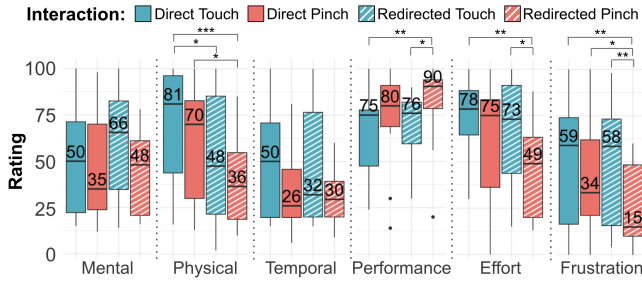 Interaction: Direct Touch Direct Pinch Redirected Touch Redirected Pinch
*** ** ** **
* * * *
* **
100 75 50 25 0
Rating
50 35 66 48
81 70 48 36
50 26 32 30
75 80 76 90
78 75 73 49
59 34 58 15
Mental Physical Temporal Performance Effort Frustration